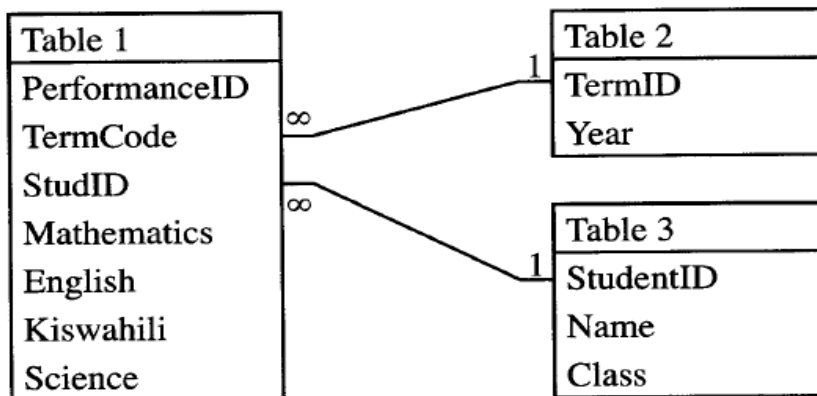 Table 1
PerformanceID
TermCode
StudID
Mathematics
English
Kiswahili
Science
∞
∞
1
1
Table 2
TermID
Year
Table 3
StudentID
Name
Class